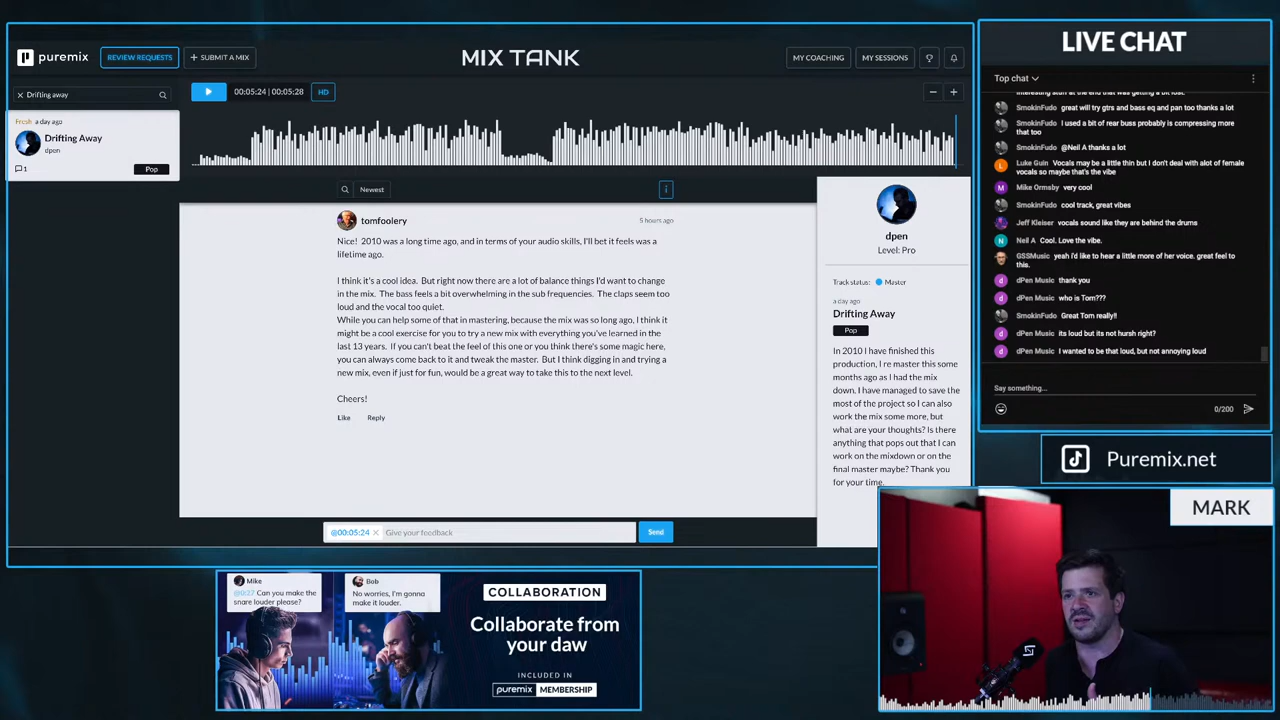 puremix
REVIEW REQUESTS
+ SUBMIT A MIX
MIX TANK
MY COACHING
MY SESSIONS
Drifting away
00:05:24 | 00:05:28
HD
Fresh a day ago
Drifting Away
dpen
1
Pop
Newest
i
tomfoolery
5 hours ago
Nice! 2010 was a long time ago, and in terms of your audio skills, I'll bet it feels was a
lifetime ago.
I think it's a cool idea. But right now there are a lot of balance things I'd want to change
in the mix. The bass feels a bit overwhelming in the sub frequencies. The claps seem too
loud and the vocal too quiet.
While you can help some of that in mastering, because the mix was so long ago, I think it
might be a cool exercise for you to try a new mix with everything you've learned in the
last 13 years. If you can't beat the feel of this one or you think there's some magic here,
you can always come back to it and tweak the master. But I think digging in and trying a
new mix, even if just for fun, would be a great way to take this to the next level.
Cheers!
Like Reply
@00:05:24 × Give your feedback
Send
dpen
Level: Pro
Track status: Master
a day ago
Drifting Away
Pop
In 2010 I have finished this
production, I re master this some
months ago as I had the mix
down. I have managed to save the
most of the project so I can also
work the mix some more, but
what are your thoughts? Is there
anything that pops out that I can
work on the mixdown or on the
final master maybe? Thank you
for your time.
LIVE CHAT
Top chat
interesting stuff at the end that was getting a bit lost.
SmokinFudo great will try gtrs and bass eq and pan too thanks a lot
SmokinFudo I used a bit of rear buss probably is compressing more
that too
SmokinFudo @Neil A thanks a lot
L
Luke Guin Vocals may be a little thin but I don't deal with alot of female
vocals so maybe that's the vibe
M
Mike Ormsby very cool
SmokinFudo cool track, great vibes
Jeff Kleiser vocals sound like they are behind the drums
N
Neil A Cool. Love the vibe.
GSSMusic yeah i'd like to hear a little more of her voice. great feel to
this.
d
dPen Music thank you
d
dPen Music who is Tom???
SmokinFudo Great Tom really!!
d
dPen Music its loud but its not hursh right?
d
dPen Music I wanted to be that loud, but not annoying loud
Say something...
0/200
Puremix.net
MARK
Mike
@0:27 Can you make the
snare louder please?
Bob
No worries, I'm gonna
make it louder.
COLLABORATION
Collaborate from
your daw
INCLUDED IN
puremix MEMBERSHIP